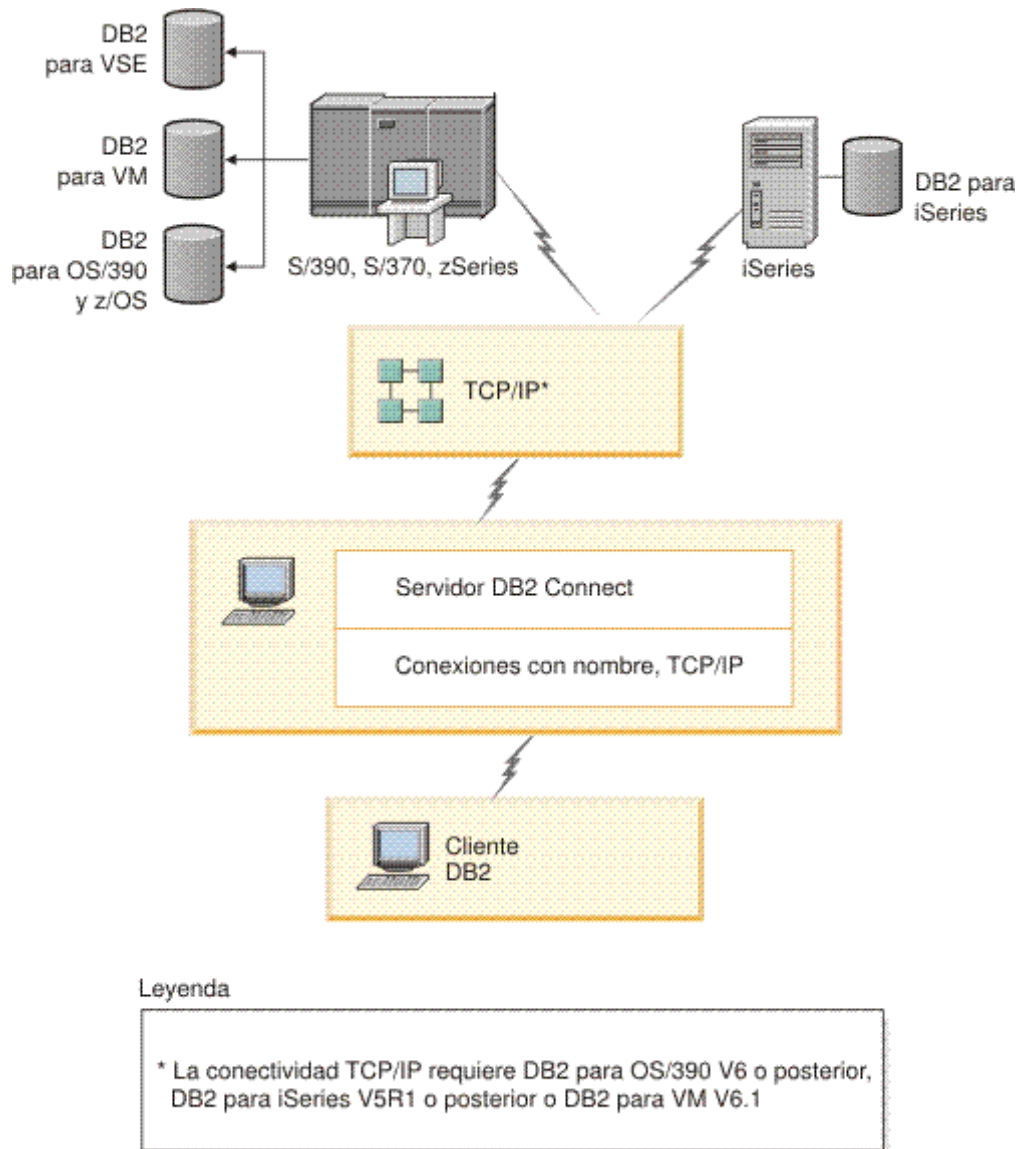 DB2
para VSE
DB2
para VM
DB2
para OS/390
y z/OS
S/390, S/370, zSeries
iSeries
DB2 para
iSeries
TCP/IP*
Servidor DB2 Connect
Conexiones con nombre, TCP/IP
Cliente
DB2
Leyenda
* La conectividad TCP/IP requiere DB2 para OS/390 V6 o posterior,
DB2 para iSeries V5R1 o posterior o DB2 para VM V6.1